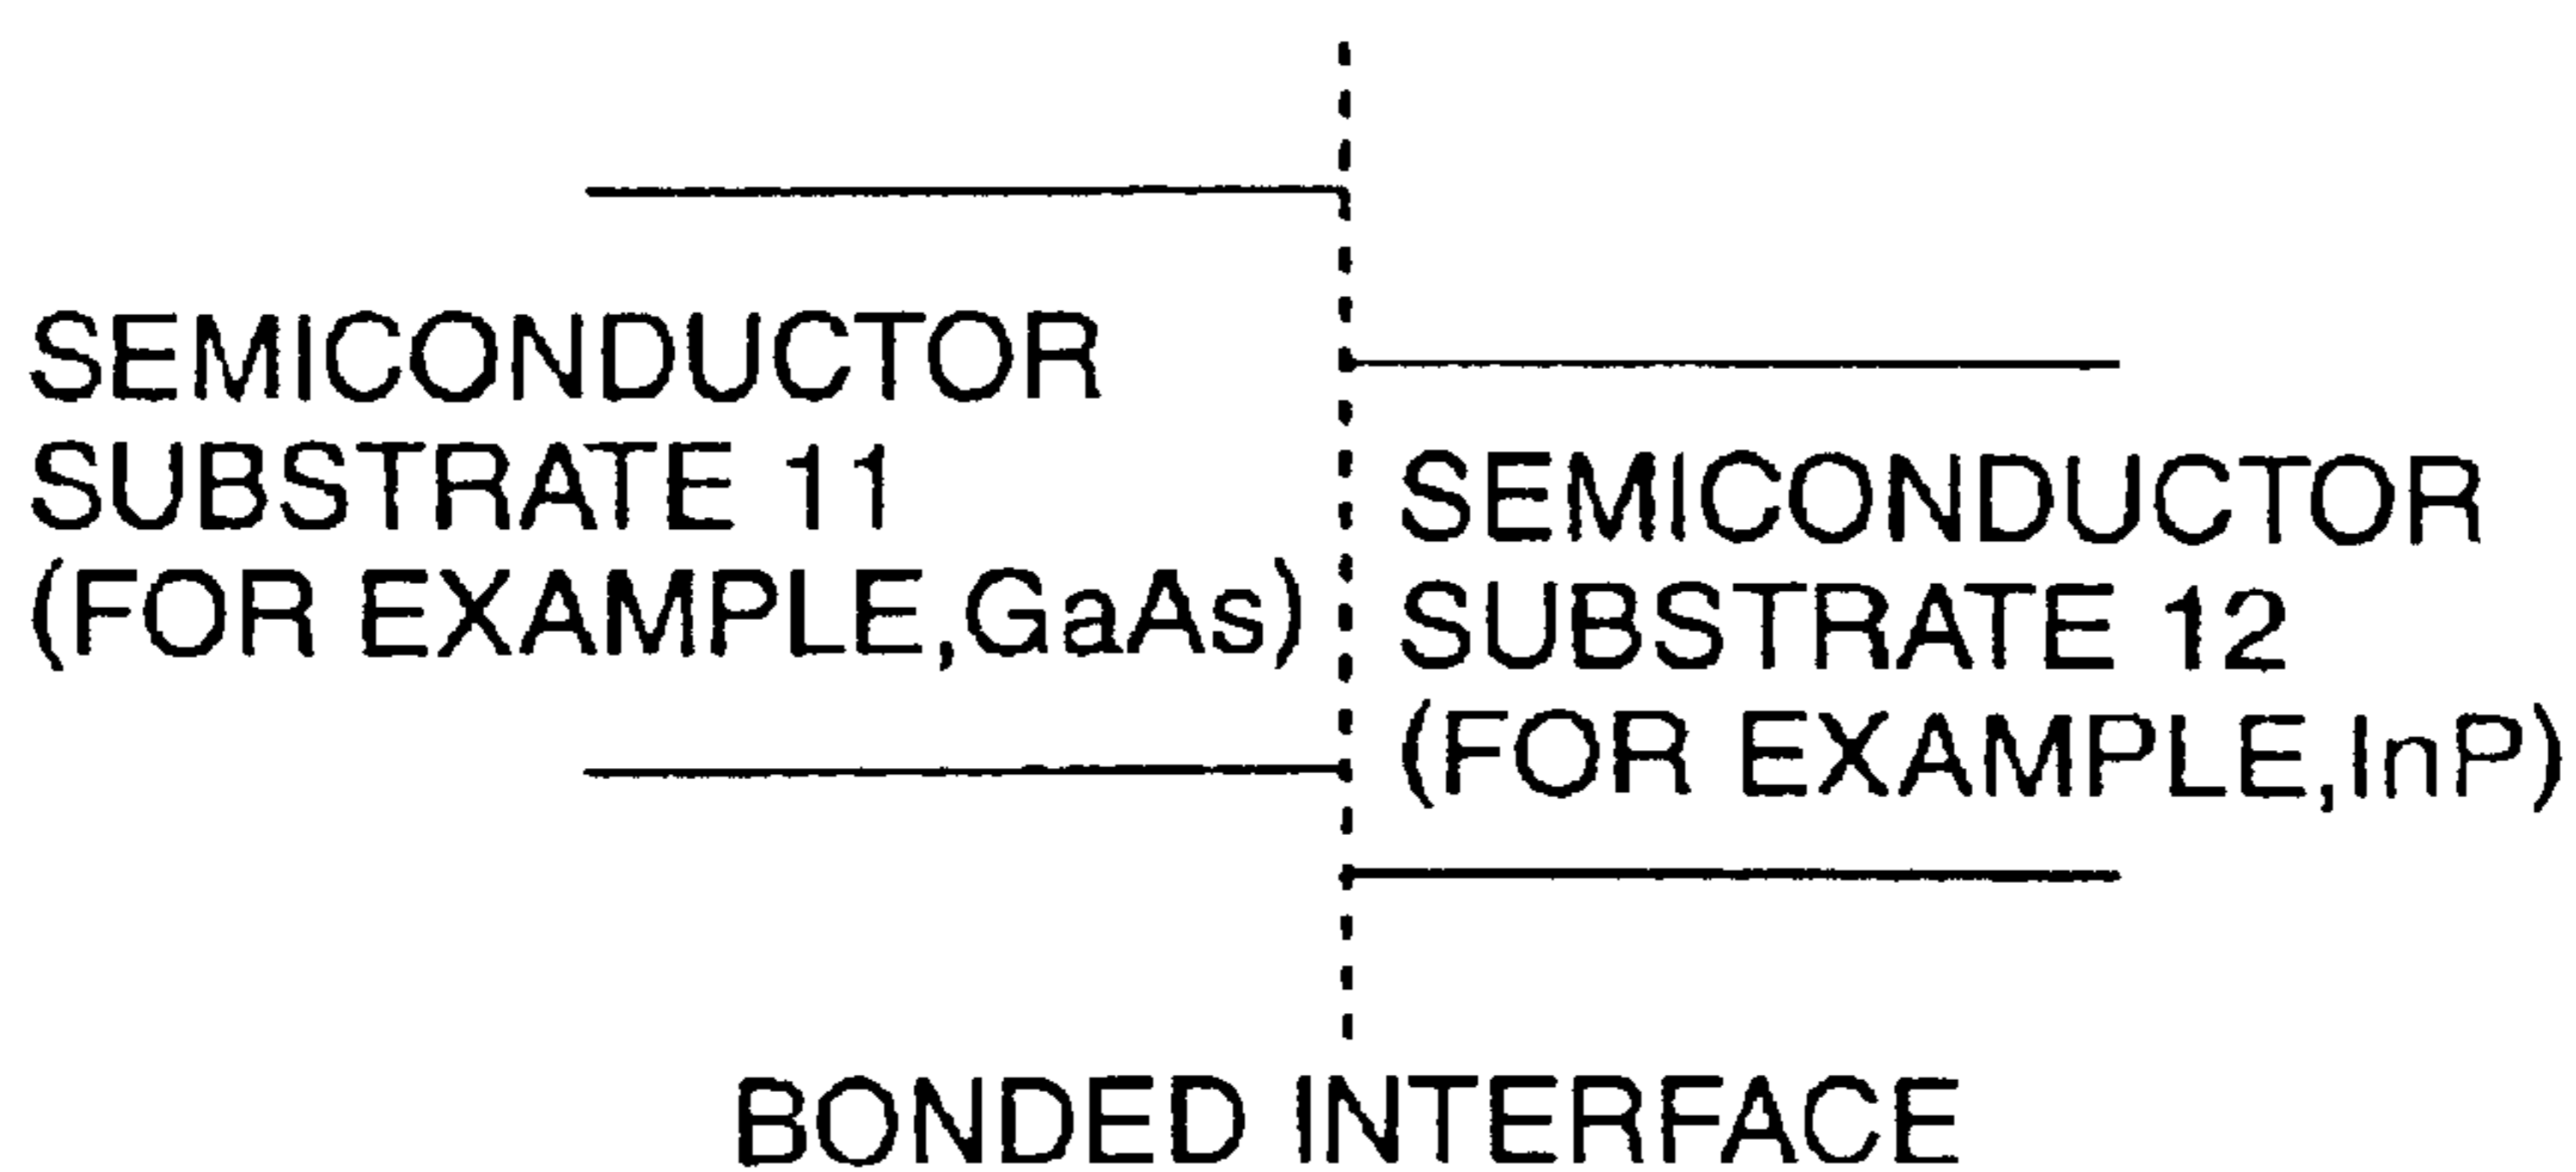 SEMICONDUCTOR
SUBSTRATE 11
(FOR EXAMPLE,GaAs)
SEMICONDUCTOR
SUBSTRATE 12
(FOR EXAMPLE,InP)
BONDED INTERFACE